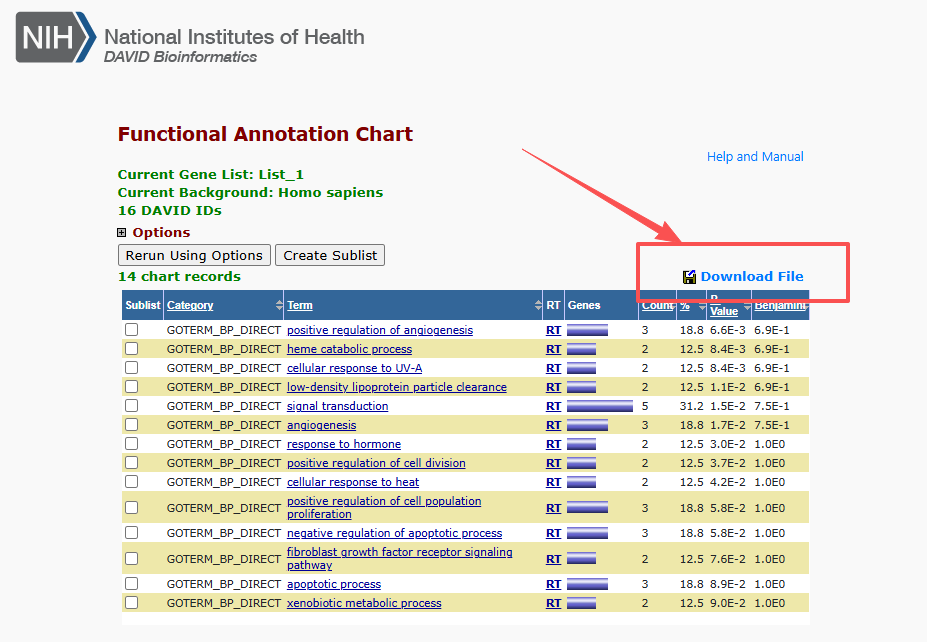 NIH National Institutes of Health
DAVID Bioinformatics
Functional Annotation Chart
Help and Manual
Current Gene List: List_1
Current Background: Homo sapiens
16 DAVID IDs
Options
Rerun Using Options Create Sublist
14 chart records Download File
Sublist Category Term RT Genes Count % P-Value Benjamini
GOTERM_BP_DIRECT positive regulation of angiogenesis RT 3 18.8 6.6E-3 6.9E-1
GOTERM_BP_DIRECT heme catabolic process RT 2 12.5 8.4E-3 6.9E-1
GOTERM_BP_DIRECT cellular response to UV-A RT 2 12.5 8.4E-3 6.9E-1
GOTERM_BP_DIRECT low-density lipoprotein particle clearance RT 2 12.5 1.1E-2 6.9E-1
GOTERM_BP_DIRECT signal transduction RT 5 31.2 1.5E-2 7.5E-1
GOTERM_BP_DIRECT angiogenesis RT 3 18.8 1.7E-2 7.5E-1
GOTERM_BP_DIRECT response to hormone RT 2 12.5 3.0E-2 1.0E0
GOTERM_BP_DIRECT positive regulation of cell division RT 2 12.5 3.7E-2 1.0E0
GOTERM_BP_DIRECT cellular response to heat RT 2 12.5 4.2E-2 1.0E0
GOTERM_BP_DIRECT positive regulation of cell population proliferation RT 3 18.8 5.8E-2 1.0E0
GOTERM_BP_DIRECT negative regulation of apoptotic process RT 3 18.8 5.8E-2 1.0E0
GOTERM_BP_DIRECT fibroblast growth factor receptor signaling pathway RT 2 12.5 7.6E-2 1.0E0
GOTERM_BP_DIRECT apoptotic process RT 3 18.8 8.9E-2 1.0E0
GOTERM_BP_DIRECT xenobiotic metabolic process RT 2 12.5 9.0E-2 1.0E0